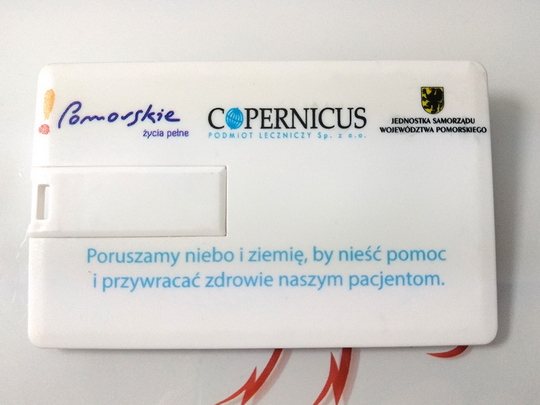 Pomorskie
życia pełne
COPERNICUS
PODMIOT LECZNICZY Sp. z o.o.
JEDNOSTKA SAMORZĄDU
WOJEWÓDZTWA POMORSKIEGO
Poruszamy niebo i ziemię, by nieść pomoc
i przywracać zdrowie naszym pacjentom.